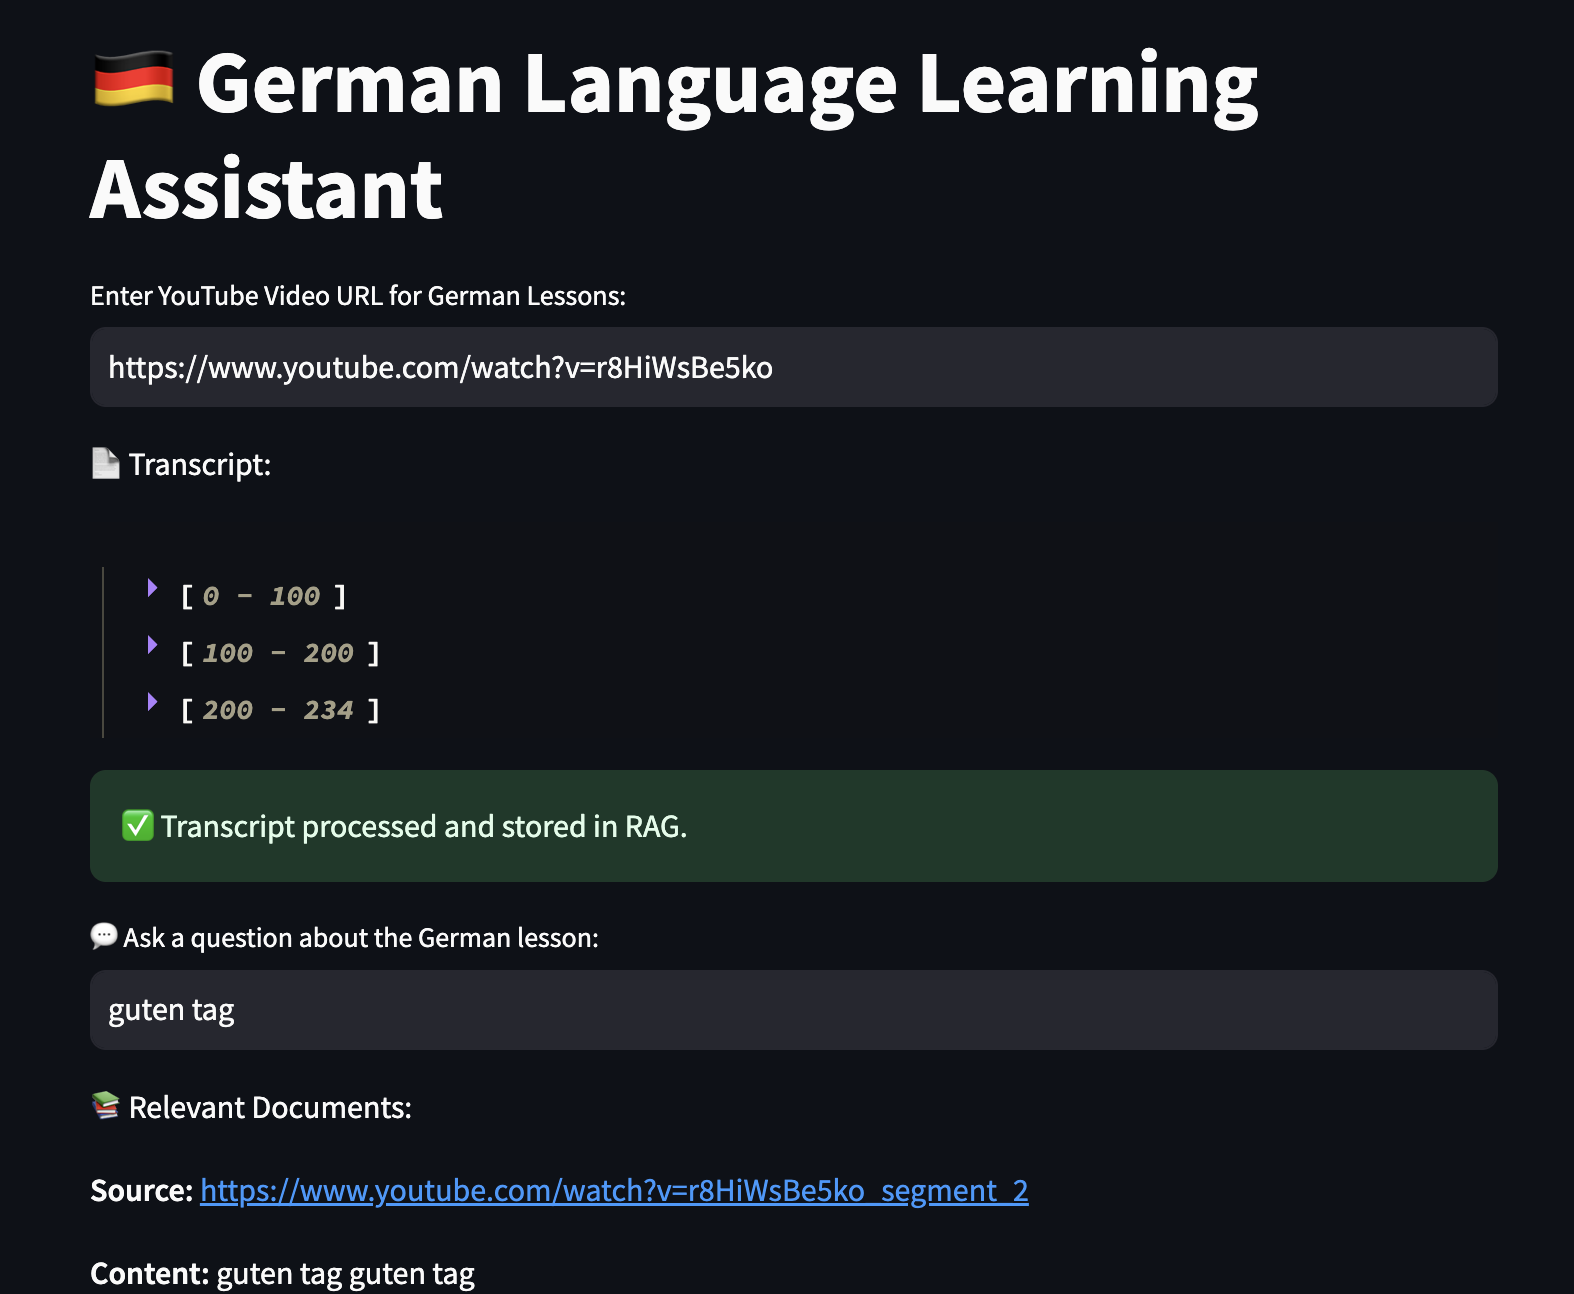 🇩🇪 German Language Learning
Assistant
Enter YouTube Video URL for German Lessons:
https://www.youtube.com/watch?v=r8HiWsBe5ko
📄 Transcript:
[ 0 - 100 ]
[ 100 - 200 ]
[ 200 - 234 ]
✅ Transcript processed and stored in RAG.
💬 Ask a question about the German lesson:
guten tag
📚 Relevant Documents:
Source: https://www.youtube.com/watch?v=r8HiWsBe5ko_segment_2
Content: guten tag guten tag